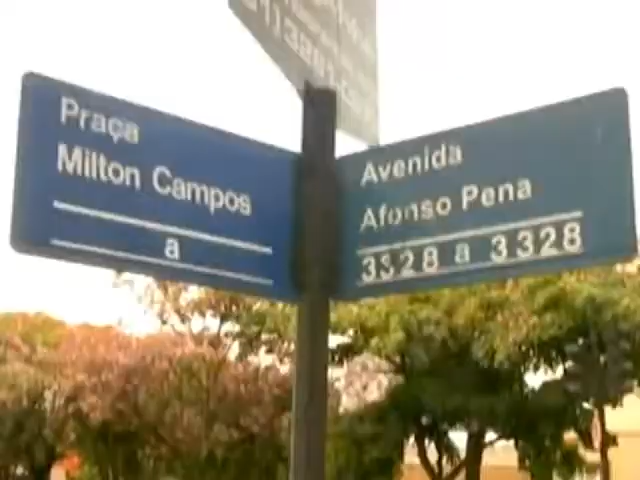 Praça
Milton Campos
a
Avenida
Afonso Pena
3328 a 3328